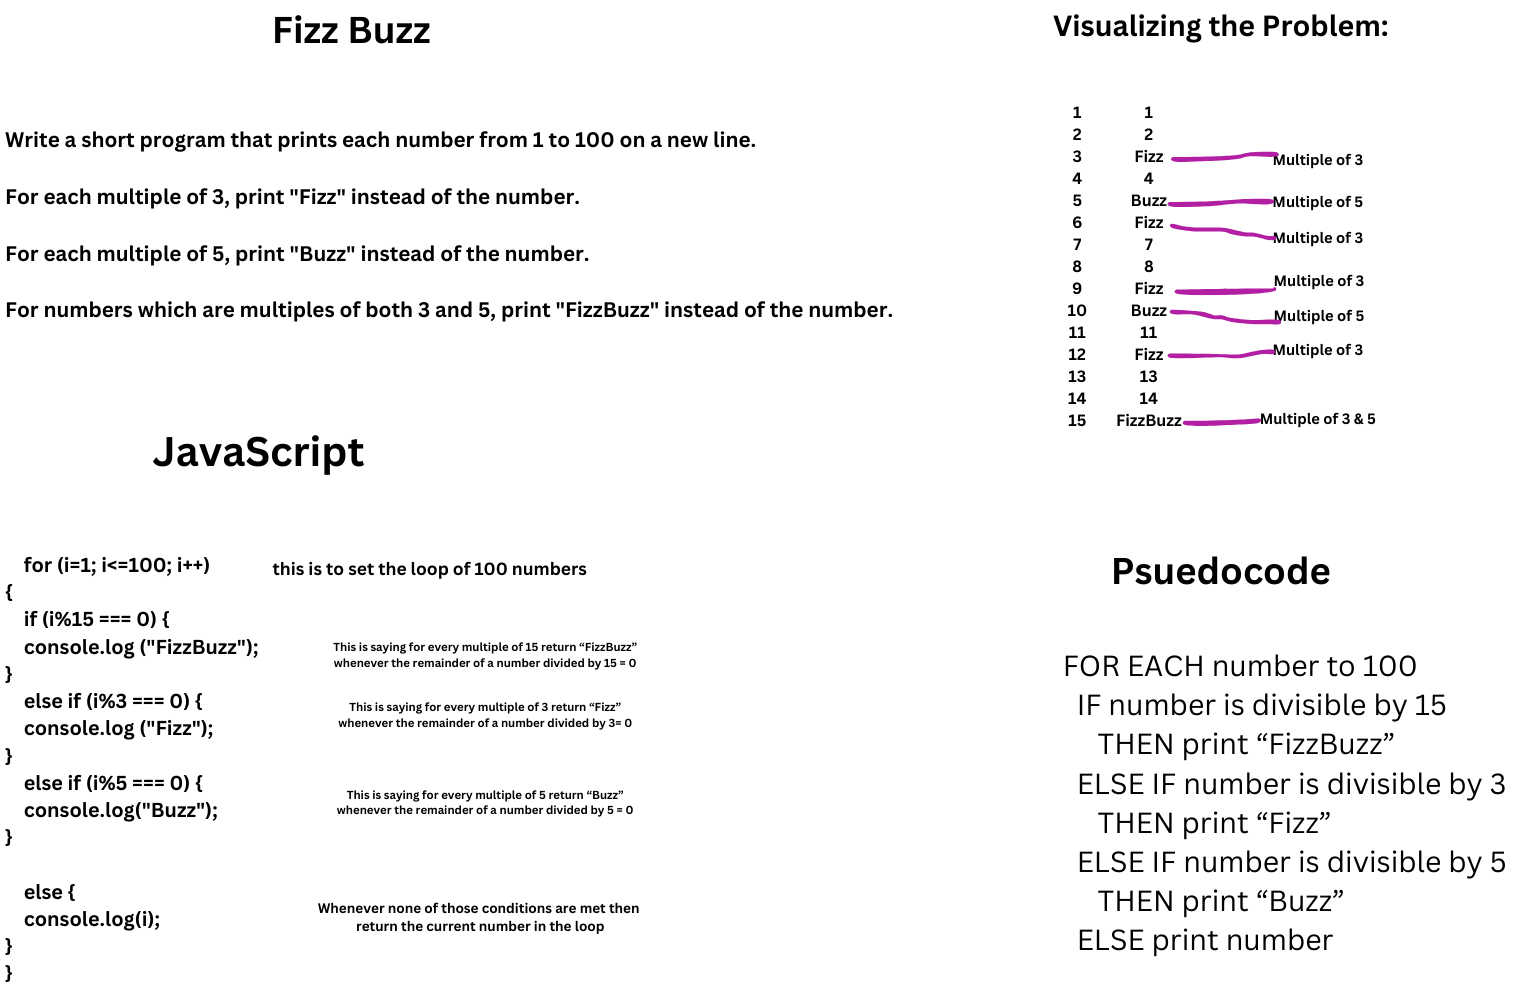 Fizz Buzz
Write a short program that prints each number from 1 to 100 on a new line.
For each multiple of 3, print "Fizz" instead of the number.
For each multiple of 5, print "Buzz" instead of the number.
For numbers which are multiples of both 3 and 5, print "FizzBuzz" instead of the number.
Visualizing the Problem:
1 1
2 2
3 Fizz Multiple of 3
4 4
5 Buzz Multiple of 5
6 Fizz Multiple of 3
7 7
8 8
9 Fizz Multiple of 3
10 Buzz Multiple of 5
11 11
12 Fizz Multiple of 3
13 13
14 14
15 FizzBuzz Multiple of 3 & 5
JavaScript
for (i=1; i<=100; i++) this is to set the loop of 100 numbers
{
if (i%15 === 0) {
console.log ("FizzBuzz"); This is saying for every multiple of 15 return “FizzBuzz”
whenever the remainder of a number divided by 15 = 0
}
else if (i%3 === 0) { This is saying for every multiple of 3 return “Fizz”
console.log ("Fizz"); whenever the remainder of a number divided by 3= 0
}
else if (i%5 === 0) { This is saying for every multiple of 5 return “Buzz”
console.log("Buzz"); whenever the remainder of a number divided by 5 = 0
}
else {
console.log(i); Whenever none of those conditions are met then
return the current number in the loop
}
}
Psuedocode
FOR EACH number to 100
IF number is divisible by 15
THEN print “FizzBuzz”
ELSE IF number is divisible by 3
THEN print “Fizz”
ELSE IF number is divisible by 5
THEN print “Buzz”
ELSE print number